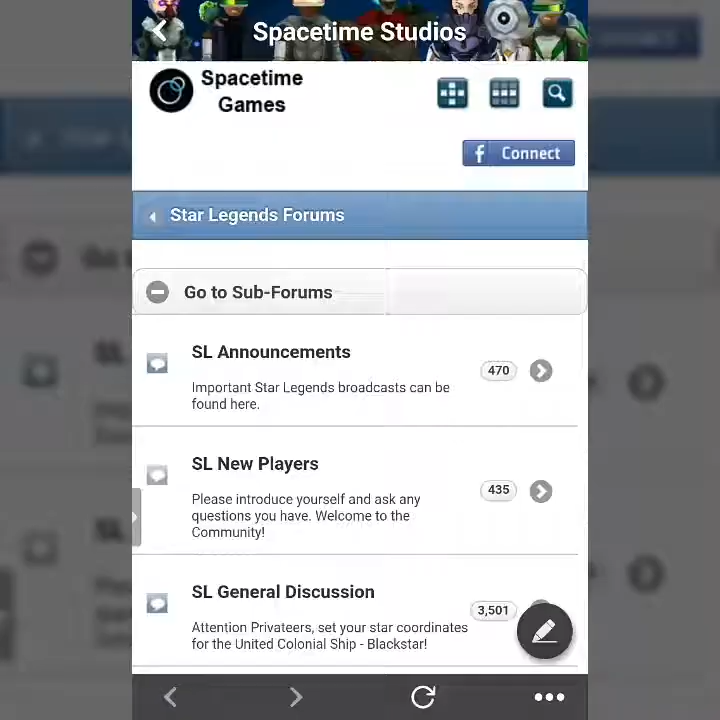 Spacetime Studios
Spacetime
Games
f Connect
Star Legends Forums
Go to Sub-Forums
SL Announcements
470
Important Star Legends broadcasts can be
found here.
SL New Players
435
Please introduce yourself and ask any
questions you have. Welcome to the
Community!
SL General Discussion
3,501
Attention Privateers, set your star coordinates
for the United Colonial Ship - Blackstar!